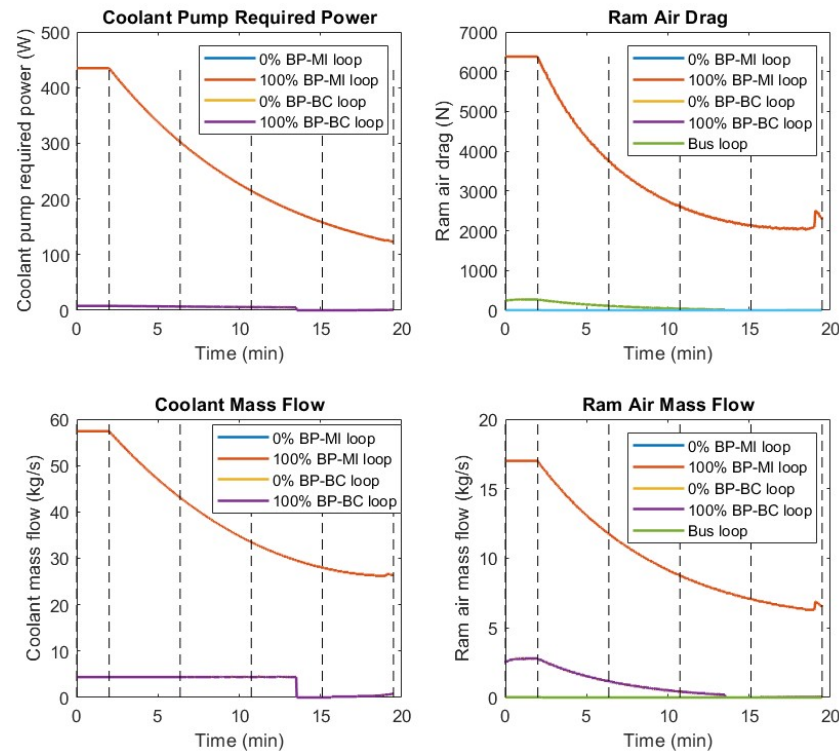 Coolant Pump Required Power
Coolant pump required power (W)
500
400
300
200
100
0
0% BP-MI loop
100% BP-MI loop
0% BP-BC loop
100% BP-BC loop
0 5 10 15 20
Time (min)
Ram Air Drag
Ram air drag (N)
7000
6000
5000
4000
3000
2000
1000
0
0% BP-MI loop
100% BP-MI loop
0% BP-BC loop
100% BP-BC loop
Bus loop
0 5 10 15 20
Time (min)
Coolant Mass Flow
Coolant mass flow (kg/s)
60
50
40
30
20
10
0
0% BP-MI loop
100% BP-MI loop
0% BP-BC loop
100% BP-BC loop
0 5 10 15 20
Time (min)
Ram Air Mass Flow
Ram air mass flow (kg/s)
20
15
10
5
0
0% BP-MI loop
100% BP-MI loop
0% BP-BC loop
100% BP-BC loop
Bus loop
0 5 10 15 20
Time (min)